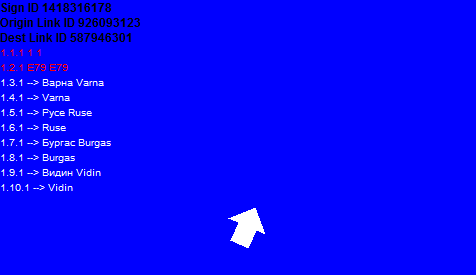 Sign ID 1418316178
Origin Link ID 926093123
Dest Link ID 587948301
1.1.1 1 1
1.2.1 E79 E79
1.3.1 --> Варна Varna
1.4.1 --> Varna
1.5.1 --> Русе Ruse
1.6.1 --> Ruse
1.7.1 --> Бургас Burgas
1.8.1 --> Burgas
1.9.1 --> Видин Vidin
1.10.1 --> Vidin